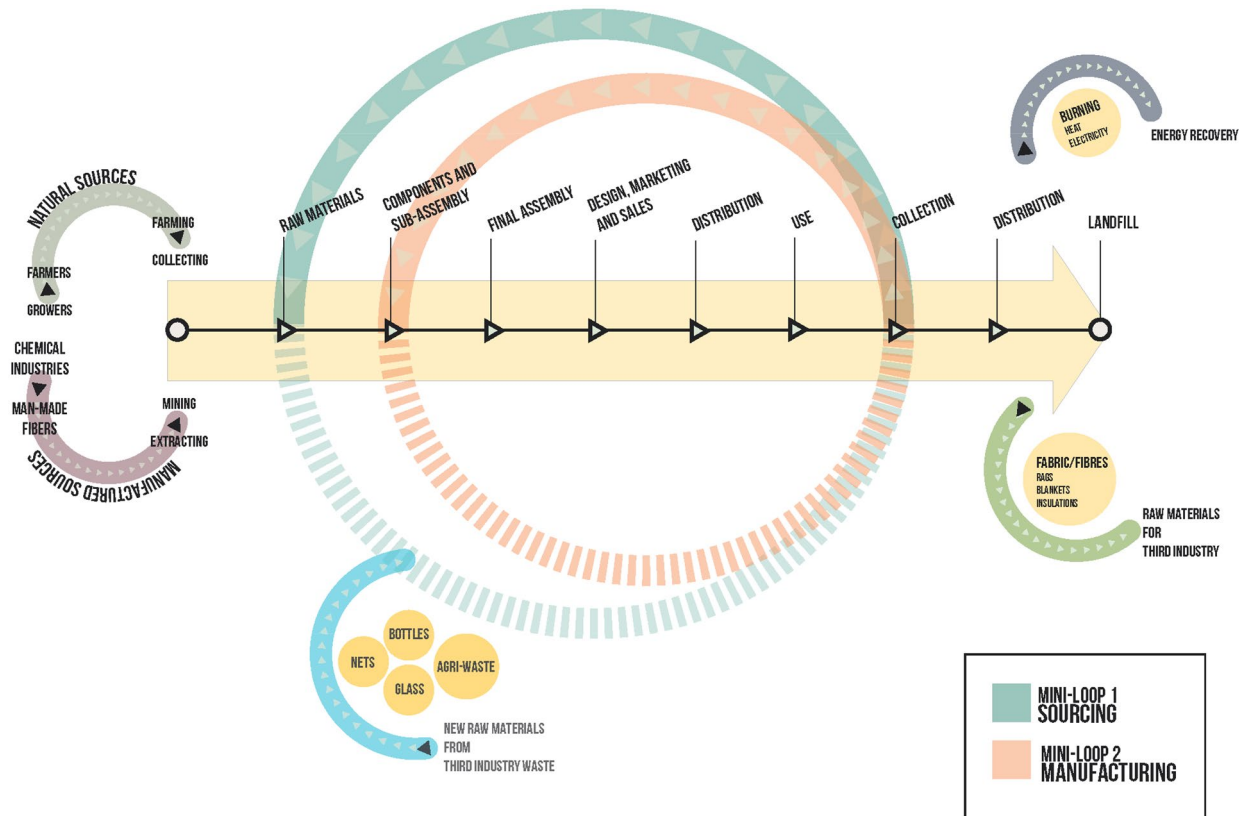 NATURAL SOURCES
FARMING
COLLECTING
FARMERS
GROWERS
CHEMICAL
INDUSTRIES
MAN-MADE
FIBERS
MINING
EXTRACTING
MANUFACTURED SOURCES
RAW MATERIALS
COMPONENTS AND
SUB-ASSEMBLY
FINAL ASSEMBLY
DESIGN, MARKETING
AND SALES
DISTRIBUTION
USE
COLLECTION
DISTRIBUTION
LANDFILL
BURNING
HEAT
ELECTRICITY
ENERGY RECOVERY
FABRIC/FIBRES
RAGS
BLANKETS
INSULATIONS
RAW MATERIALS
FOR
THIRD INDUSTRY
BOTTLES
NETS
AGRI-WASTE
GLASS
NEW RAW MATERIALS
FROM
THIRD INDUSTRY WASTE
MINI-LOOP 1
SOURCING
MINI-LOOP 2
MANUFACTURING